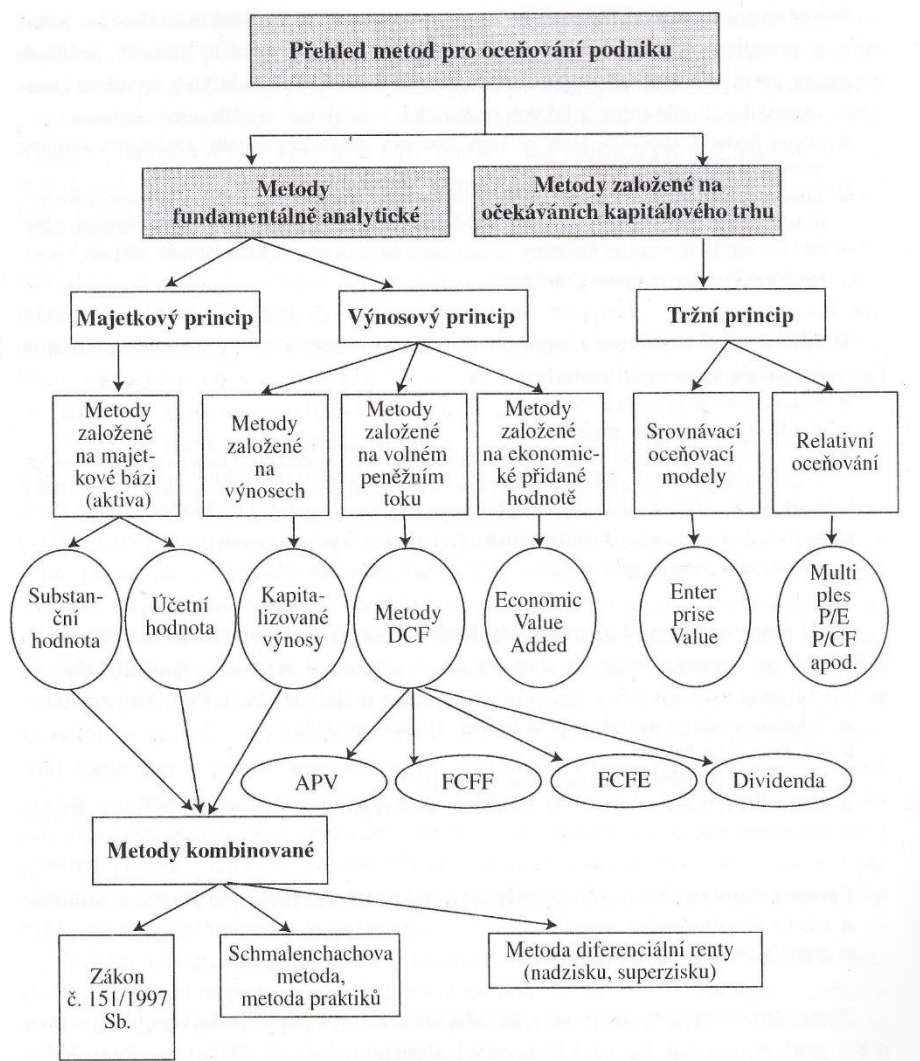 Přehled metod pro oceňování podniku
Metody
fundamentálně analytické
Metody založené na
očekáváních kapitálového trhu
Majetkový princip
Výnosový princip
Tržní princip
Metody
založené
na majet-
kové bázi
(aktiva)
Metody
založené
na
výnosech
Metody
založené
na volném
peněžním
toku
Metody
založené
na ekonomic-
ké přidané
hodnotě
Srovnávací
oceňovací
modely
Relativní
oceňování
Substan-
ční
hodnota
Účetní
hodnota
Kapita-
lizované
výnosy
Metody
DCF
Economic
Value
Added
Enter
prise
Value
Multi
ples
P/E
P/CF
apod.
APV
FCFF
FCFE
Dividenda
Metody kombinované
Zákon
č. 151/1997
Sb.
Schmalenchachova
metoda,
metoda praktiků
Metoda diferenciální renty
(nadzisku, superzisku)